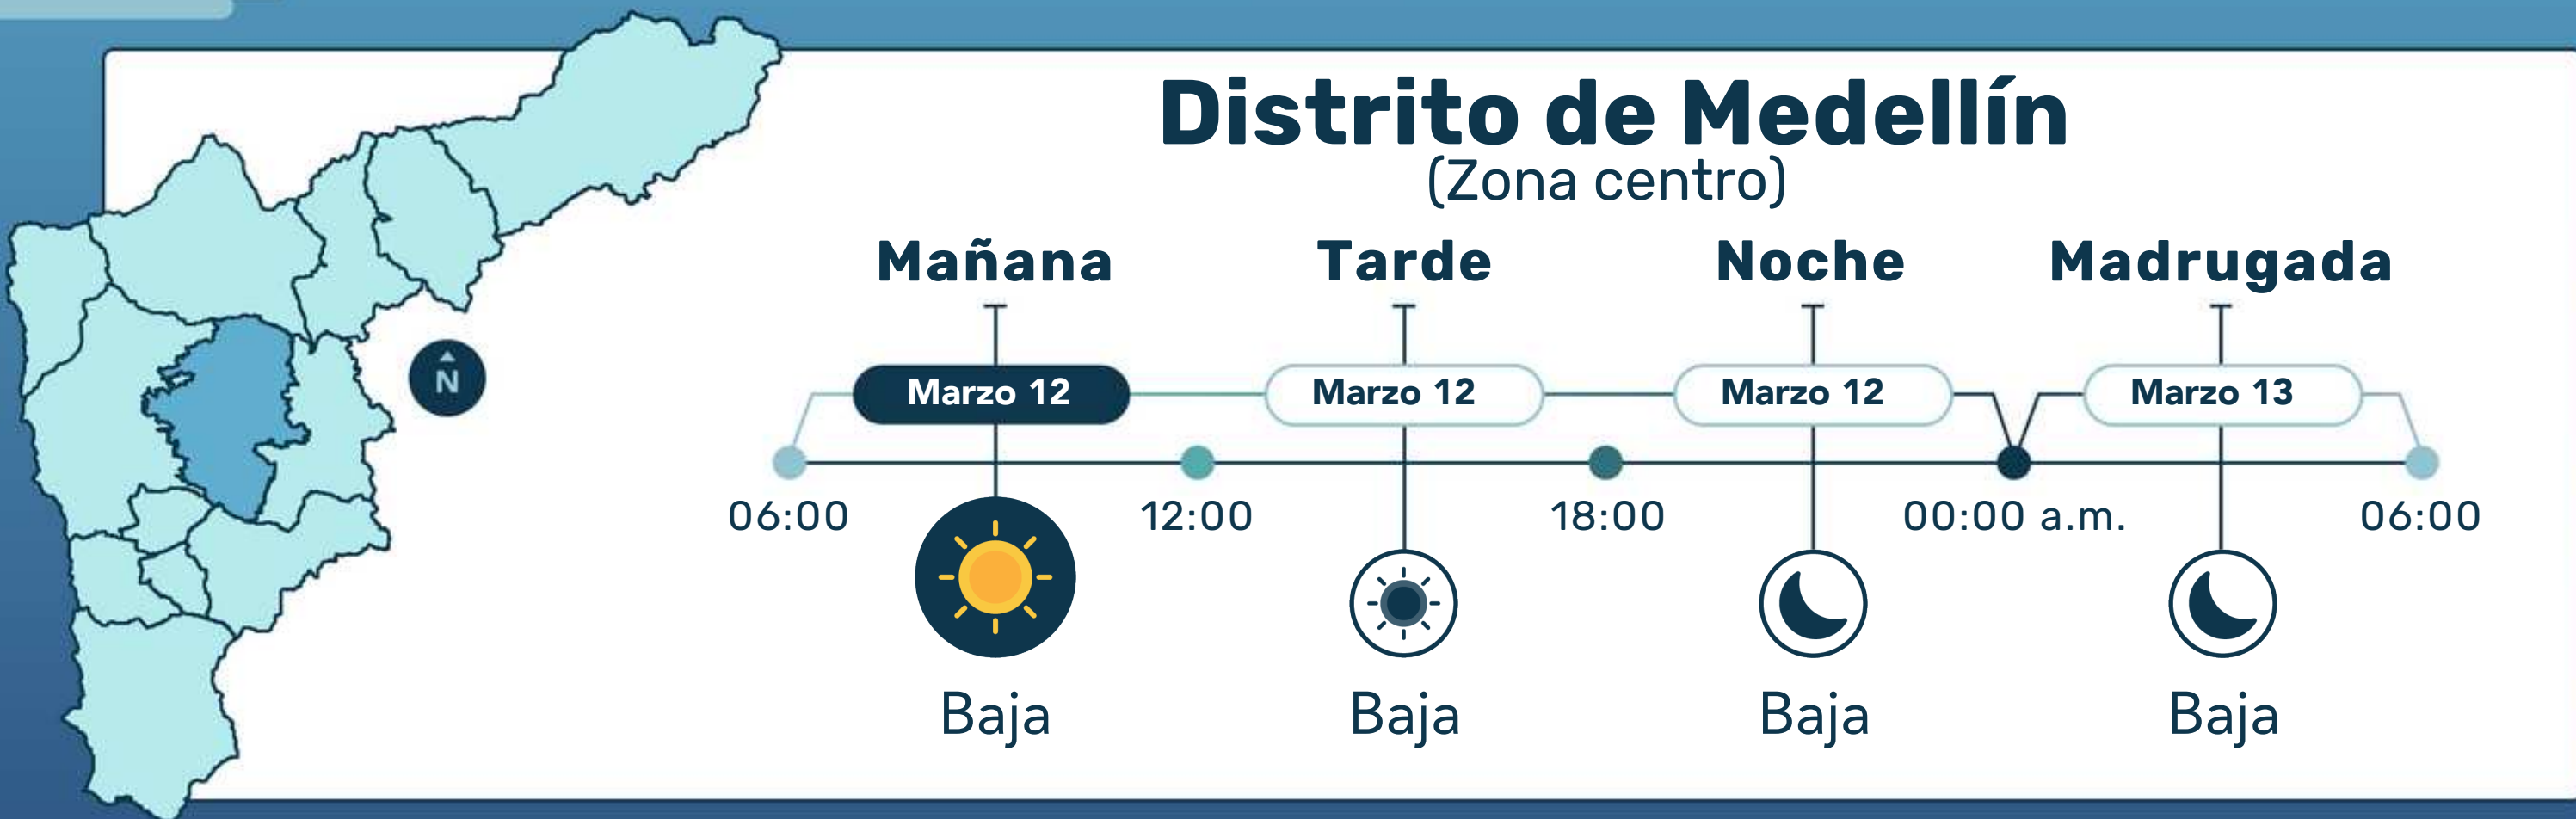 Distrito de Medellín
(Zona centro)
Mañana Tarde Noche Madrugada
Marzo 12 Marzo 12 Marzo 12 Marzo 13
N
06:00 12:00 18:00 00:00 a.m. 06:00
Baja Baja Baja Baja